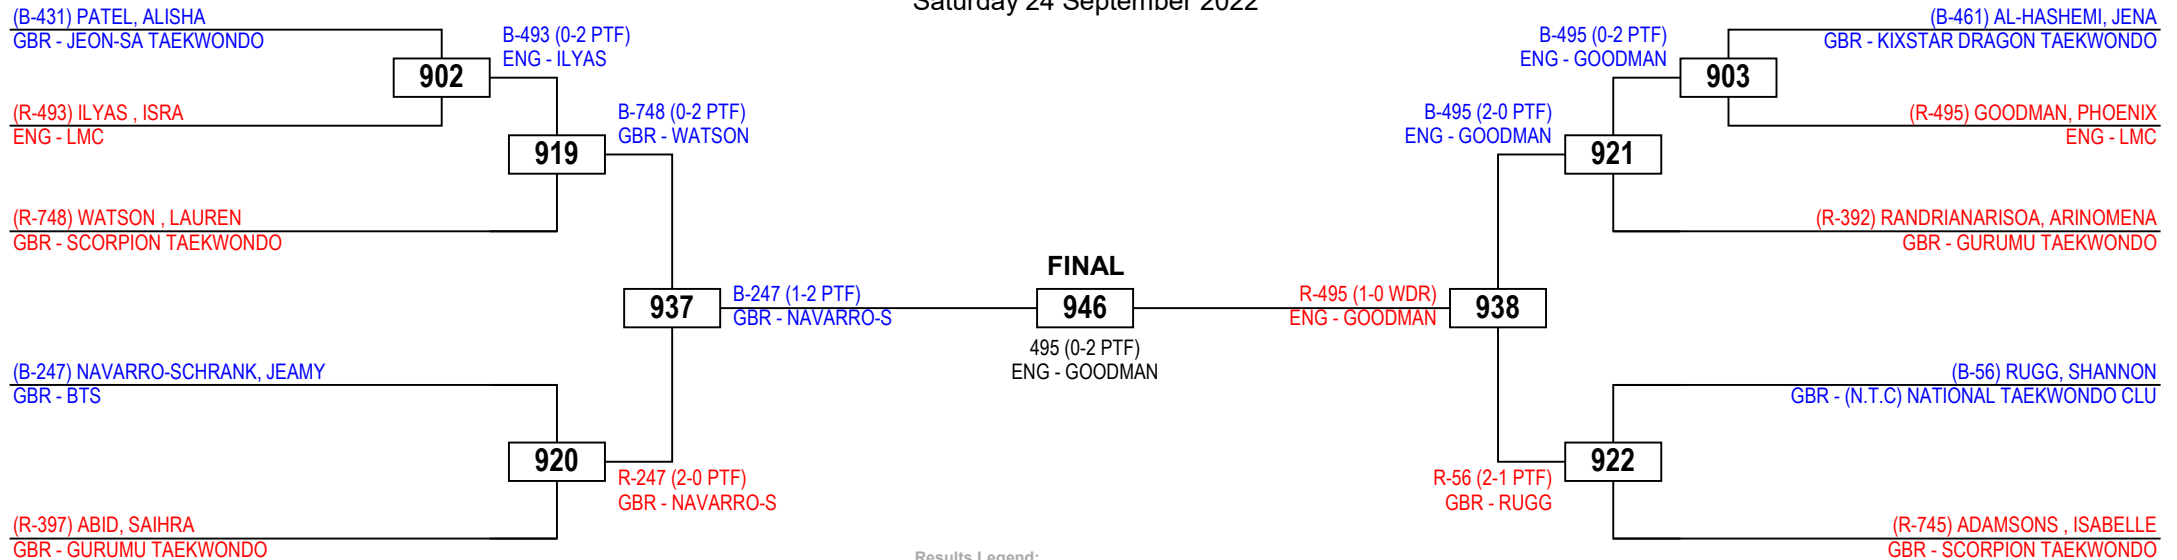 Saturday 24 September 2022
(B-431) PATEL, ALISHA
GBR - JEON-SA TAEKWONDO
B-493 (0-2 PTF)
ENG - ILYAS
902
(R-493) ILYAS , ISRA
ENG - LMC
B-748 (0-2 PTF)
GBR - WATSON
919
(R-748) WATSON , LAUREN
GBR - SCORPION TAEKWONDO
937
B-247 (1-2 PTF)
GBR - NAVARRO-S
(B-247) NAVARRO-SCHRANK, JEAMY
GBR - BTS
920
R-247 (2-0 PTF)
GBR - NAVARRO-S
(R-397) ABID, SAIHRA
GBR - GURUMU TAEKWONDO
FINAL
946
495 (0-2 PTF)
ENG - GOODMAN
(B-461) AL-HASHEMI, JENA
GBR - KIXSTAR DRAGON TAEKWONDO
B-495 (0-2 PTF)
ENG - GOODMAN
903
(R-495) GOODMAN, PHOENIX
ENG - LMC
B-495 (2-0 PTF)
ENG - GOODMAN
921
(R-392) RANDRIANARISOA, ARINOMENA
GBR - GURUMU TAEKWONDO
R-495 (1-0 WDR)
ENG - GOODMAN
938
(B-56) RUGG, SHANNON
GBR - (N.T.C) NATIONAL TAEKWONDO CLU
922
R-56 (2-1 PTF)
GBR - RUGG
(R-745) ADAMSONS , ISABELLE
GBR - SCORPION TAEKWONDO
Results Legend: